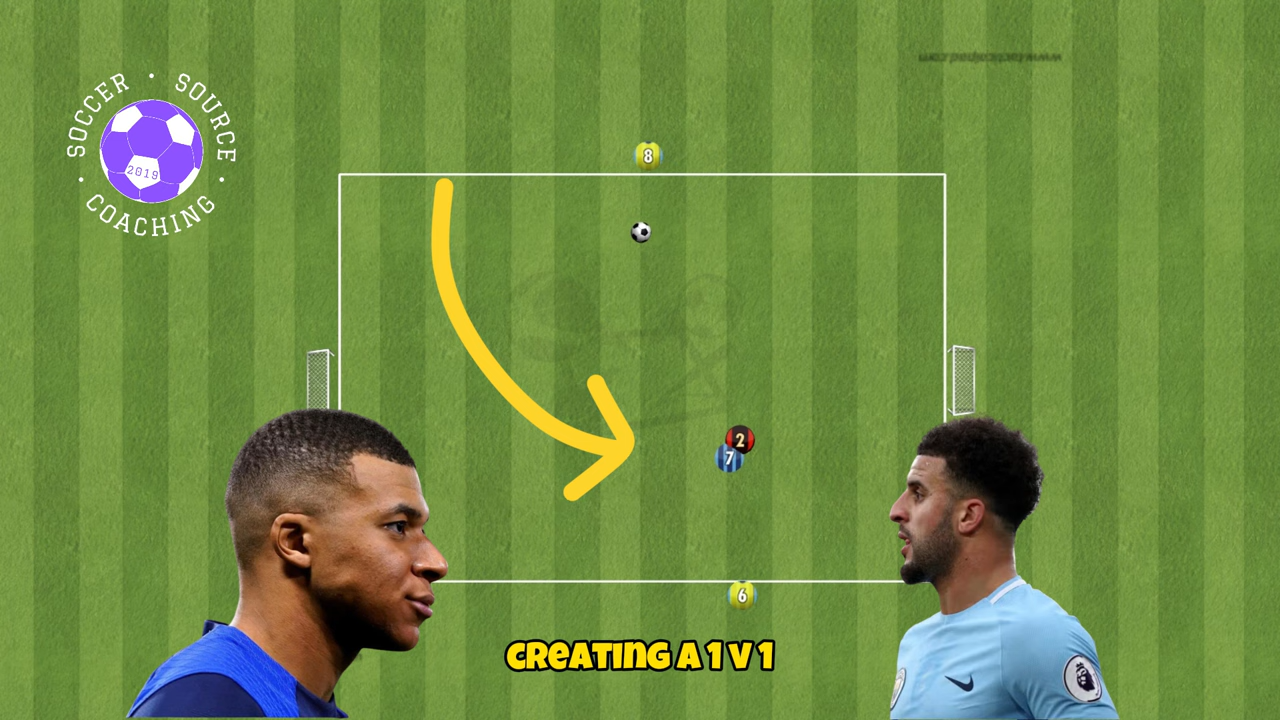 SOCCER · SOURCE
2019
· COACHING ·
8
2
7
6
CREATING A 1 V 1